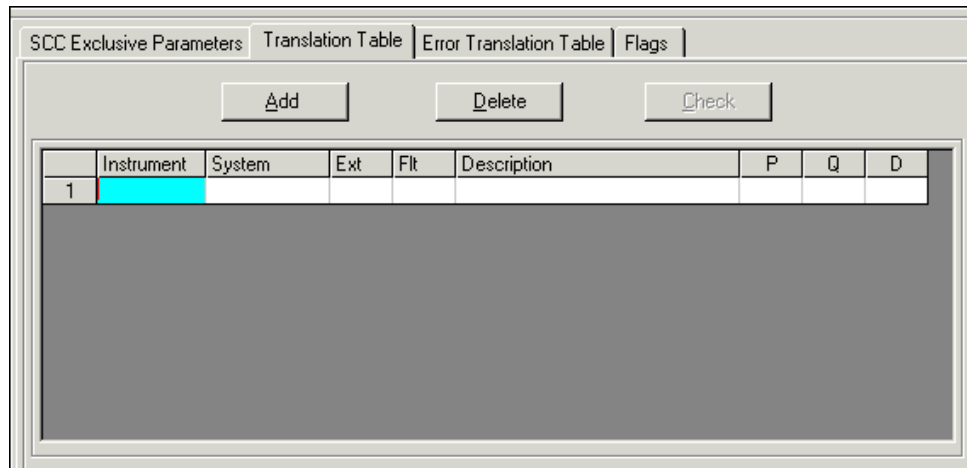 SCC Exclusive Parameters Translation Table Error Translation Table Flags
Add Delete Check
Instrument System Ext Flt Description P Q D
1